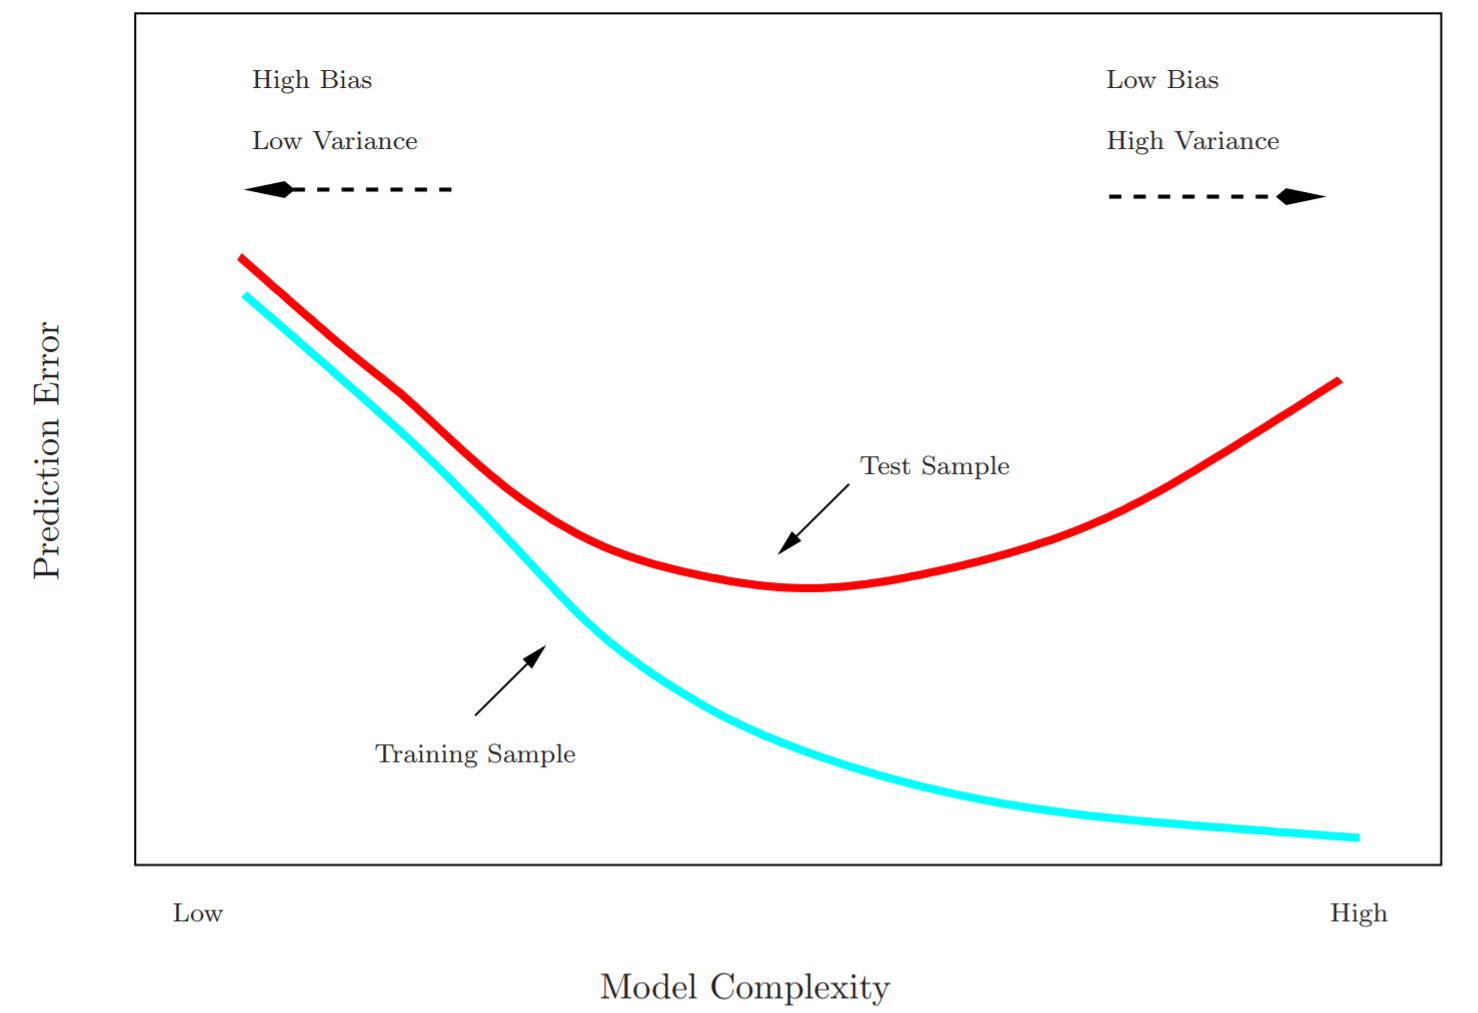 High Bias
Low Variance
Low Bias
High Variance
Prediction Error
Test Sample
Training Sample
Low
High
Model Complexity